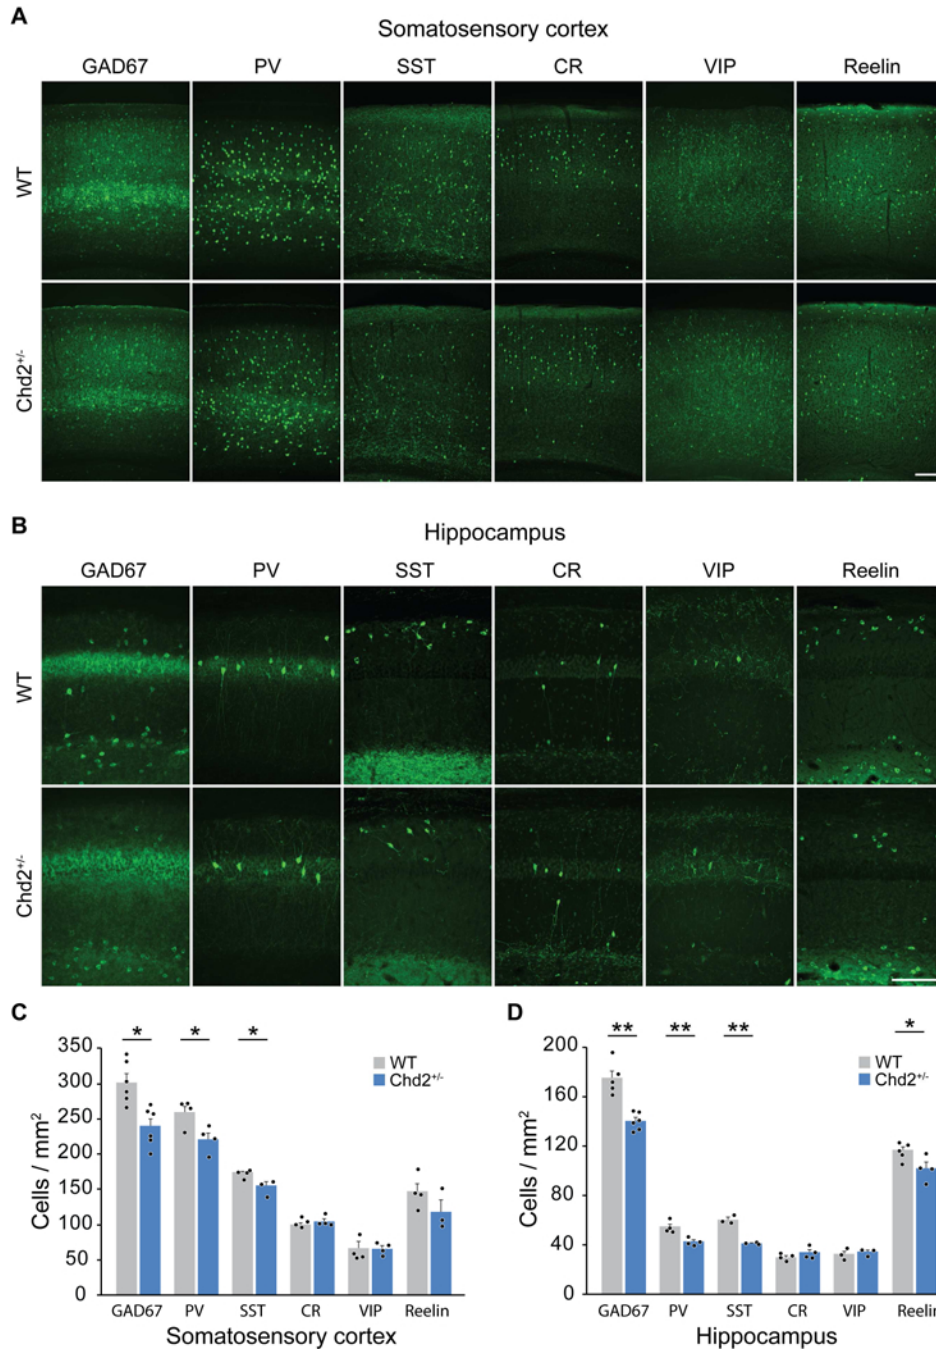 A
Somatosensory cortex
GAD67 PV SST CR VIP Reelin
WT
Chd2+/-
B
Hippocampus
GAD67 PV SST CR VIP Reelin
WT
Chd2+/-
C
* * *
WT
Chd2+/-
Cells / mm2
350
300
250
200
150
100
50
0
GAD67 PV SST CR VIP Reelin
Somatosensory cortex
D
** ** ** *
WT
Chd2+/-
Cells / mm2
200
160
120
80
40
0
GAD67 PV SST CR VIP Reelin
Hippocampus